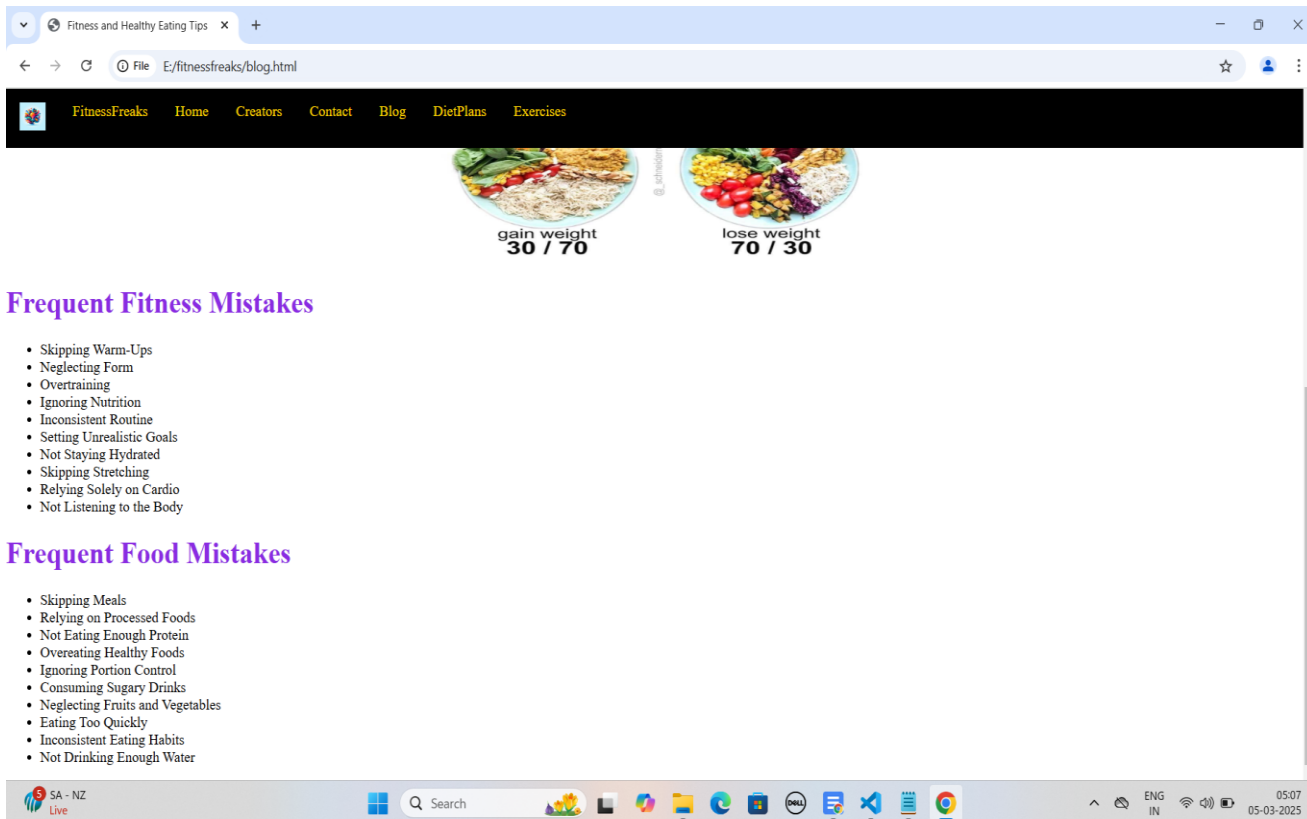 Fitness and Healthy Eating Tips
File E:/fitnessfreaks/blog.html
FitnessFreaks Home Creators Contact Blog DietPlans Exercises
gain weight
30 / 70
lose weight
70 / 30
Frequent Fitness Mistakes
• Skipping Warm-Ups
• Neglecting Form
• Overtraining
• Ignoring Nutrition
• Inconsistent Routine
• Setting Unrealistic Goals
• Not Staying Hydrated
• Skipping Stretching
• Relying Solely on Cardio
• Not Listening to the Body
Frequent Food Mistakes
• Skipping Meals
• Relying on Processed Foods
• Not Eating Enough Protein
• Overeating Healthy Foods
• Ignoring Portion Control
• Consuming Sugary Drinks
• Neglecting Fruits and Vegetables
• Eating Too Quickly
• Inconsistent Eating Habits
• Not Drinking Enough Water
5
SA - NZ
Live
Search
DELL
ENG
IN
05:07
05-03-2025